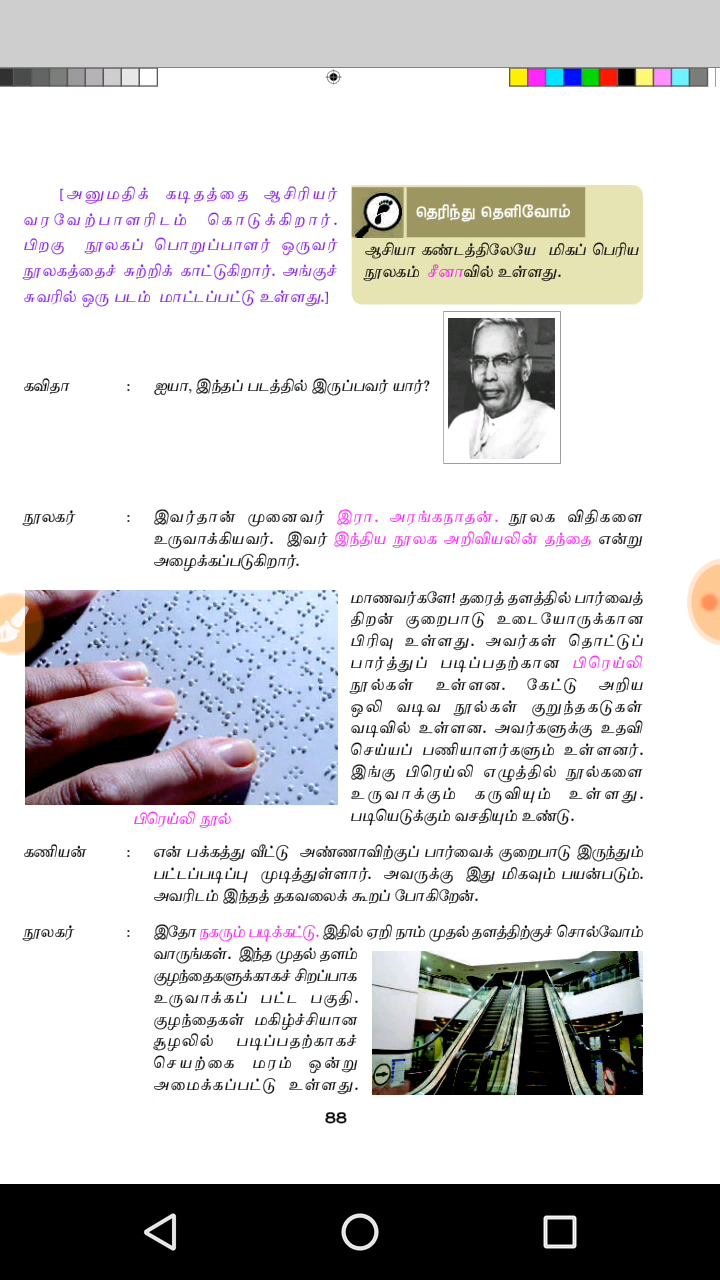 [அனுமதிக் கடிதத்தை ஆசிரியர்
வரவேற்பாளரிடம் கொடுக்கிறார்.
பிறகு நூலகப் பொறுப்பாளர் ஒருவர்
நூலகத்தைச் சுற்றிக் காட்டுகிறார். அங்குச்
சுவரில் ஒரு படம் மாட்டப்பட்டு உள்ளது.]
தெரிந்து தெளிவோம்
ஆசியா கண்டத்திலேயே மிகப் பெரிய
நூலகம் சீனாவில் உள்ளது.
கவிதா : ஐயா, இந்தப் படத்தில் இருப்பவர் யார்?
நூலகர் : இவர்தான் முனைவர் இரா. அரங்கநாதன். நூலக விதிகளை
உருவாக்கியவர். இவர் இந்திய நூலக அறிவியலின் தந்தை என்று
அழைக்கப்படுகிறார்.
மாணவர்களே! தரைத் தளத்தில் பார்வைத்
திறன் குறைபாடு உடையோருக்கான
பிரிவு உள்ளது. அவர்கள் தொட்டுப்
பார்த்துப் படிப்பதற்கான பிரெய்லி
நூல்கள் உள்ளன. கேட்டு அறிய
ஒலி வடிவ நூல்கள் குறுந்தகடுகள்
வடிவில் உள்ளன. அவர்களுக்கு உதவி
செய்யப் பணியாளர்களும் உள்ளனர்.
இங்கு பிரெய்லி எழுத்தில் நூல்களை
உருவாக்கும் கருவியும் உள்ளது.
படியெடுக்கும் வசதியும் உண்டு.
பிரெய்லி நூல்
கணியன் : என் பக்கத்து வீட்டு அண்ணாவிற்குப் பார்வைக் குறைபாடு இருந்தும்
பட்டப்படிப்பு முடித்துள்ளார். அவருக்கு இது மிகவும் பயன்படும்.
அவரிடம் இந்தத் தகவலைக் கூறப் போகிறேன்.
நூலகர் : இதோ நகரும் படிக்கட்டு. இதில் ஏறி நாம் முதல் தளத்திற்குச் சொல்வோம்
வாருங்கள். இந்த முதல் தளம்
குழந்தைகளுக்காகச் சிறப்பாக
உருவாக்கப் பட்ட பகுதி.
குழந்தைகள் மகிழ்ச்சியான
சூழலில் படிப்பதற்காகச்
செயற்கை மரம் ஒன்று
அமைக்கப்பட்டு உள்ளது.
88